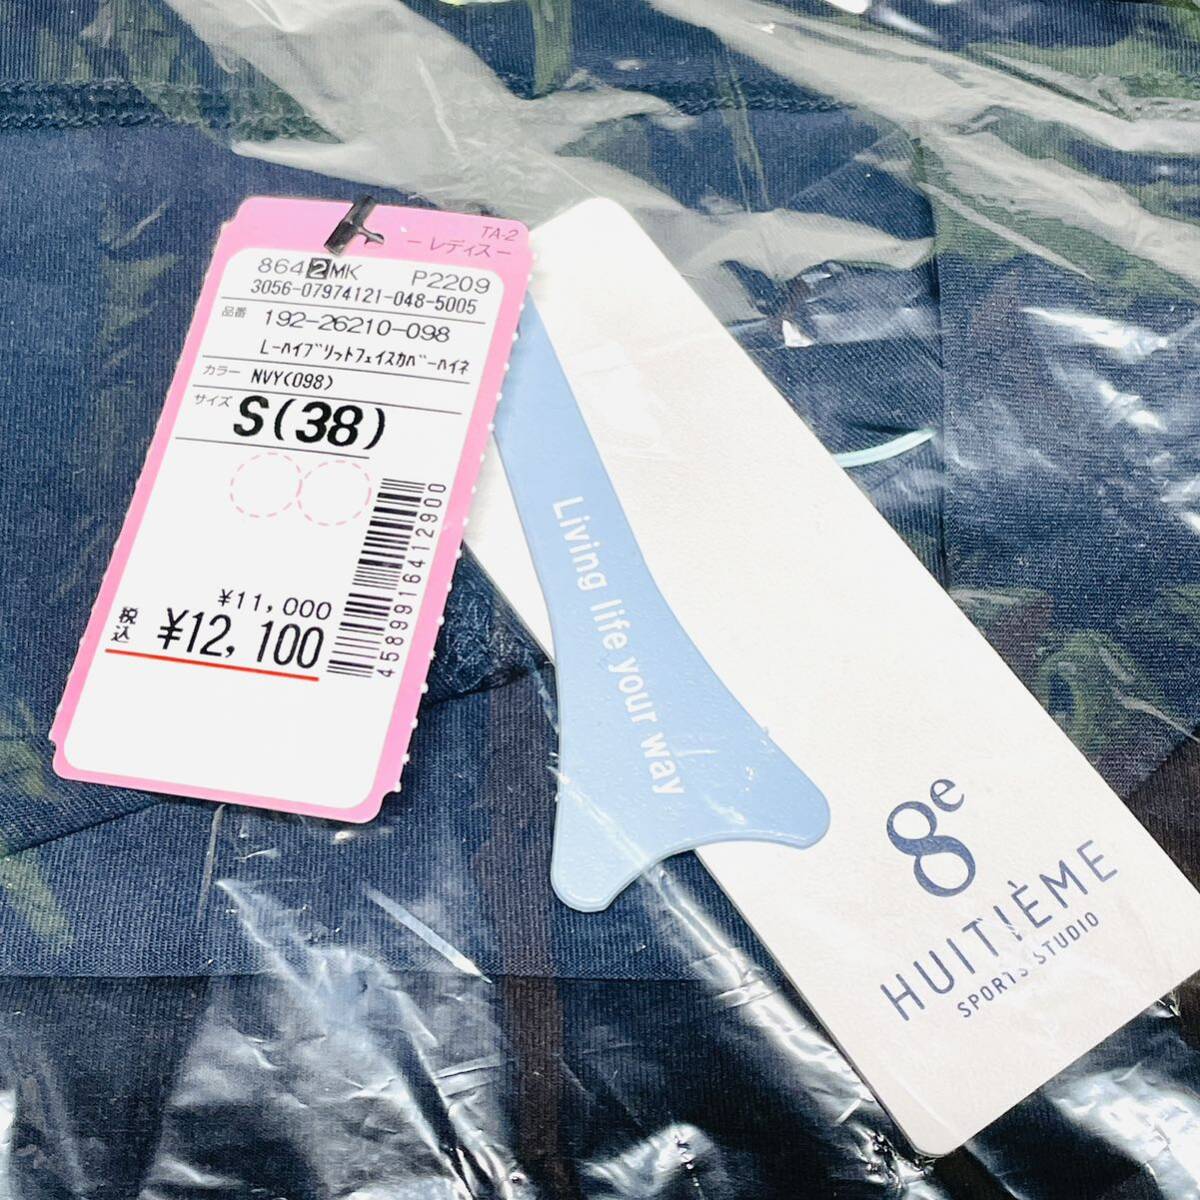 TA-2
－レディス－
864 2 MK P2209
3056-07974121-048-5005
品番 192-26210-098
L-ﾊｲﾌﾞﾘｯﾄﾌｪｲｽｶﾊﾞｰﾊｲﾈ
カラー NVY(098)
サイズ S(38)
4589916412900
¥11,000
税込 ¥12,100
Living life your way
8e
HUITIÈME
SPORTS STUDIO